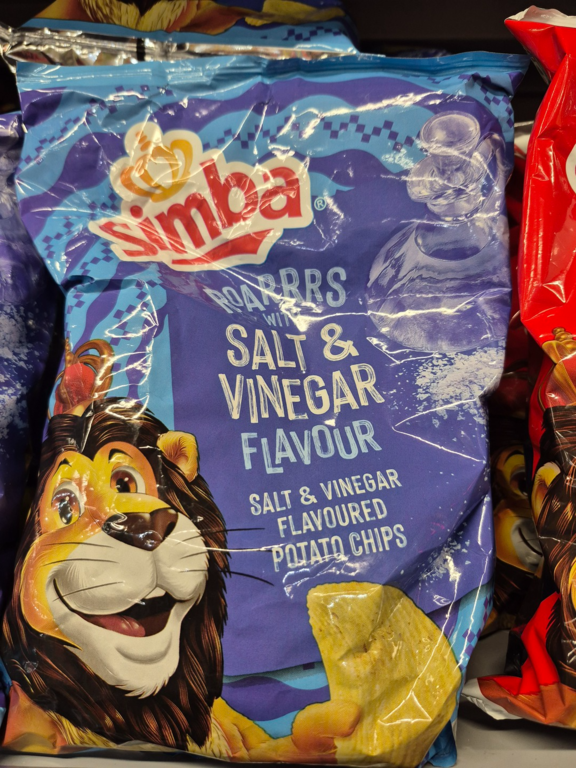 Simba®
ROARRRS
WITH
SALT &
VINEGAR
FLAVOUR
SALT & VINEGAR
FLAVOURED
POTATO CHIPS